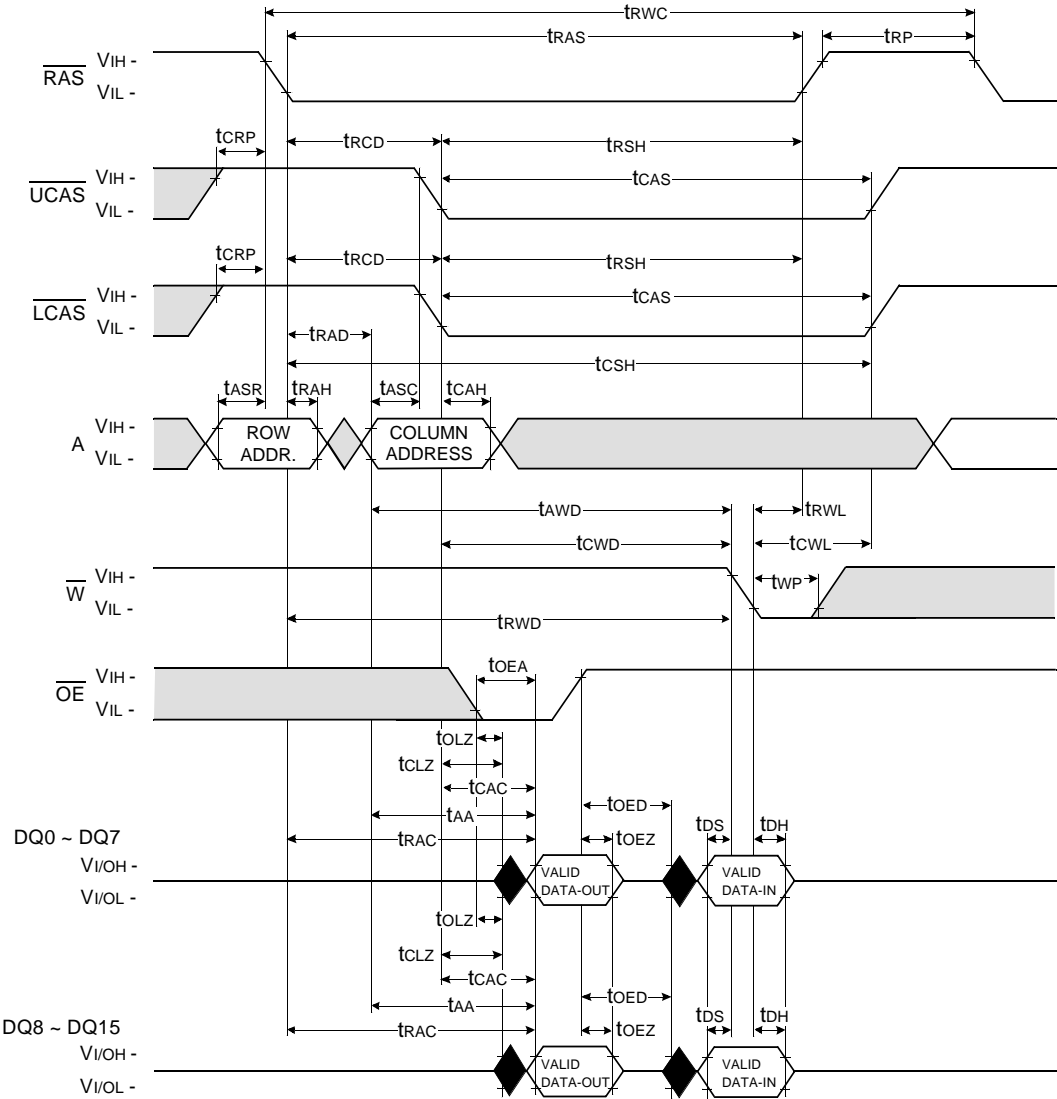 tRWC
tRAS
tRP
RAS
VIH -
VIL -
tCRP
tRCD
tRSH
UCAS
VIH -
VIL -
tCAS
tCRP
tRCD
tRSH
LCAS
VIH -
VIL -
tCAS
tRAD
tCSH
tASR
tRAH
tASC
tCAH
A
VIH -
VIL -
ROW
ADDR.
COLUMN
ADDRESS
tAWD
tRWL
tCWD
tCWL
W
VIH -
VIL -
tWP
tRWD
OE
VIH -
VIL -
tOEA
tOLZ
tCLZ
tCAC
tOED
tAA
DQ0 ~ DQ7
tRAC
tOEZ
tDS
tDH
VI/OH -
VI/OL -
VALID
DATA-OUT
VALID
DATA-IN
tOLZ
tCLZ
tCAC
tOED
tAA
DQ8 ~ DQ15
tRAC
tOEZ
tDS
tDH
VI/OH -
VI/OL -
VALID
DATA-OUT
VALID
DATA-IN